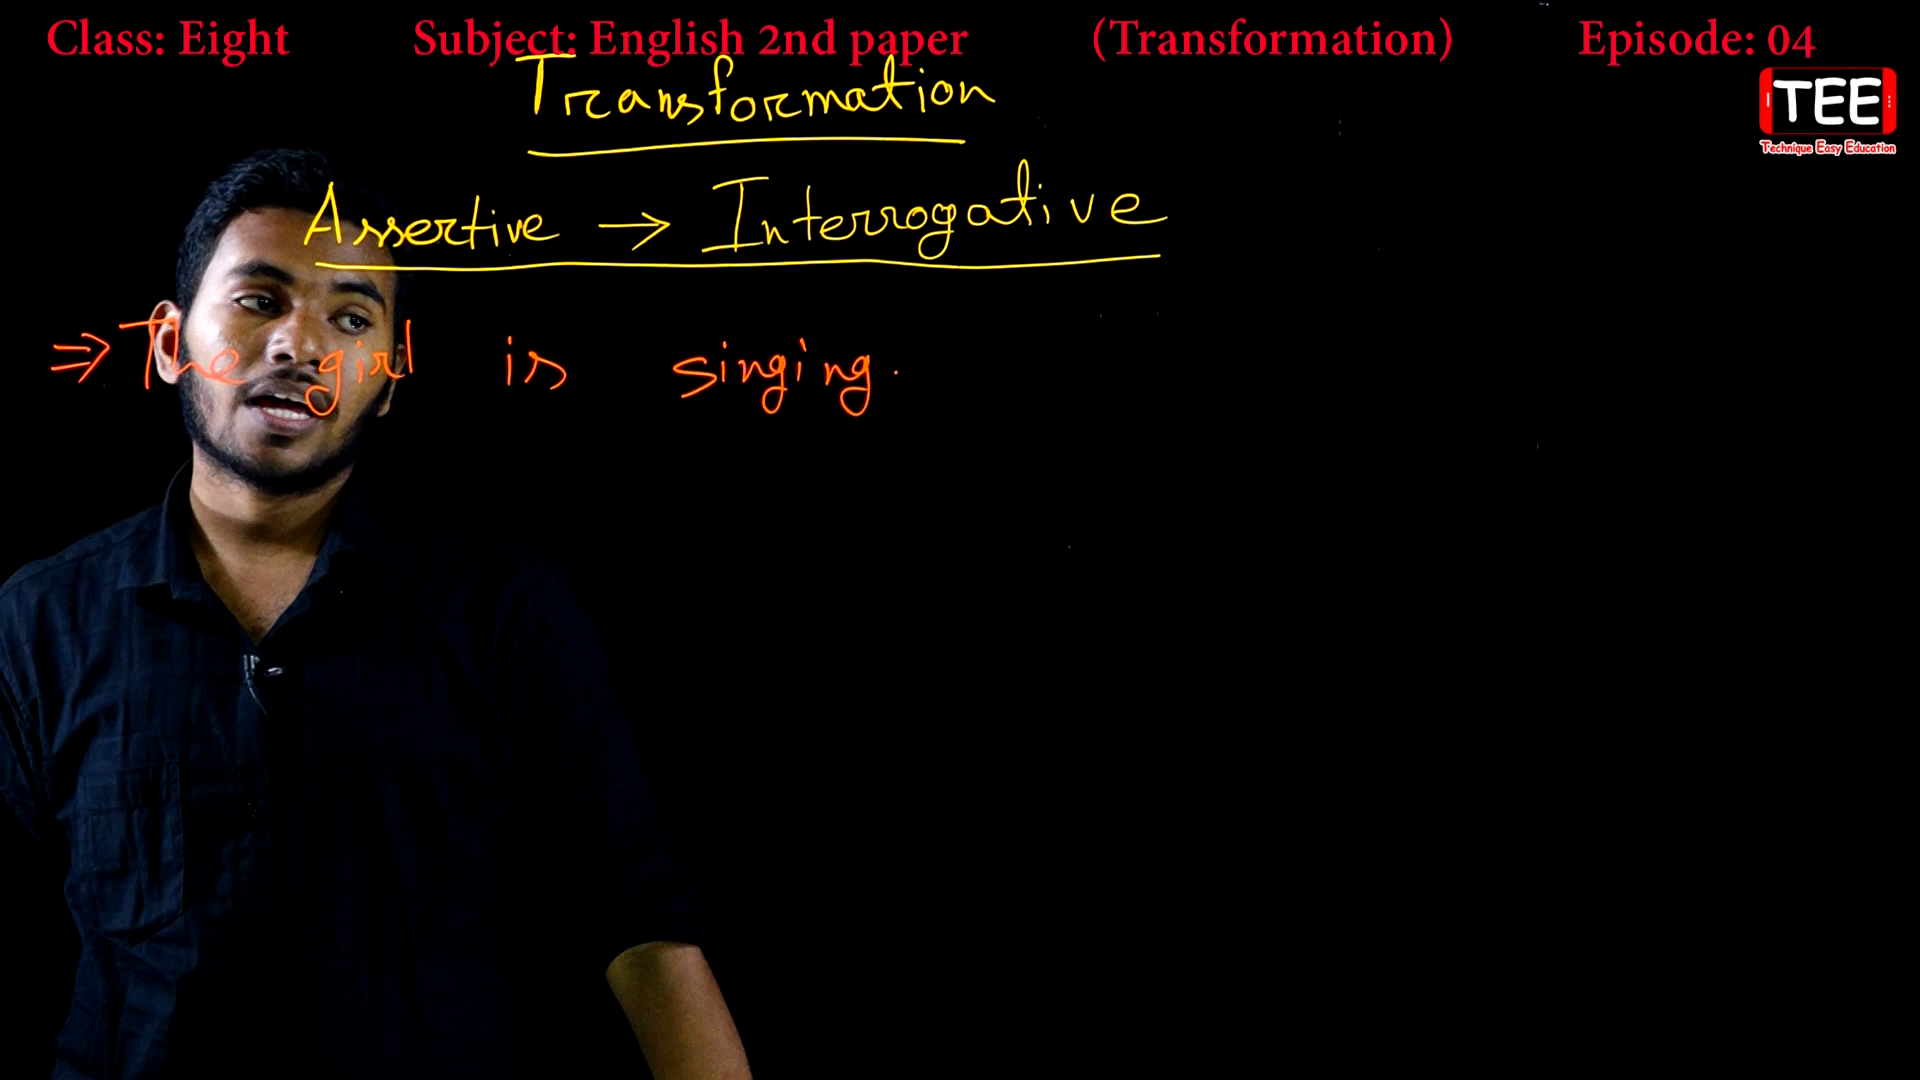 Class: Eight Subject: English 2nd paper (Transformation) Episode: 04
TEE
Technique Easy Education
Transformation
Assertive → Interrogative
⇒ The girl is singing.